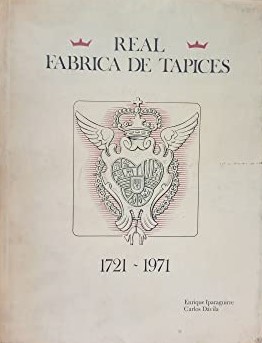 REAL
FABRICA DE TAPICES
1721 - 1971
Enrique Iparaguirre
Carlos Dávila